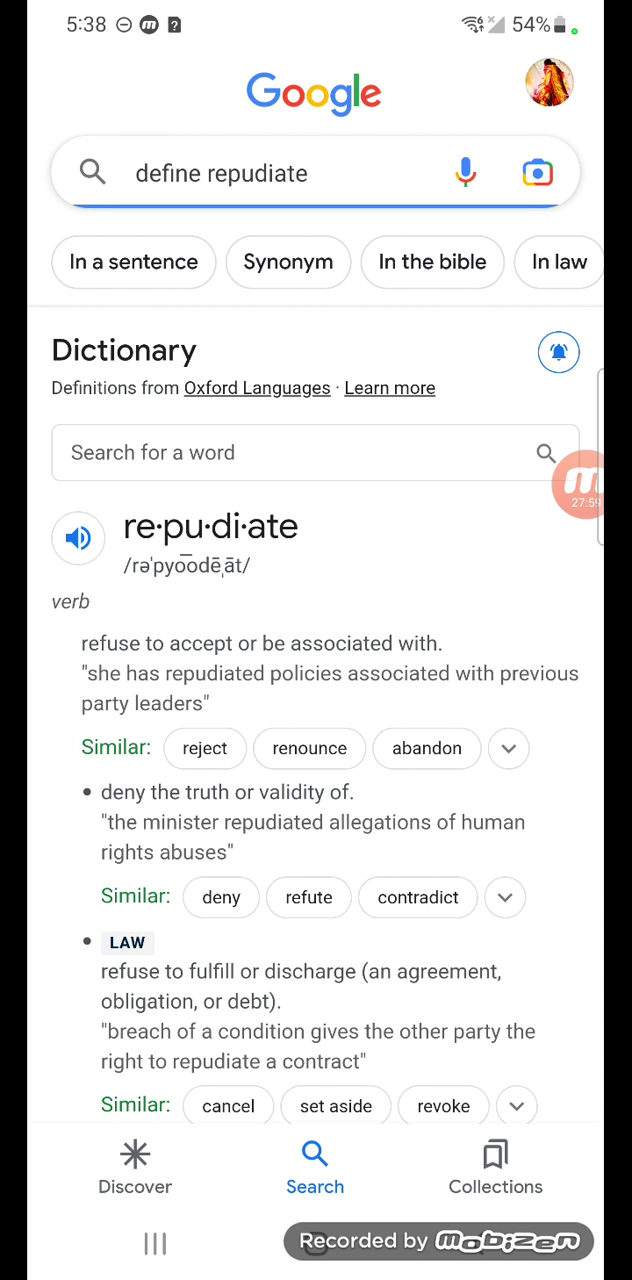 5:38
54%
Google
define repudiate
In a sentence Synonym In the bible In law
Dictionary
Definitions from Oxford Languages · Learn more
Search for a word
27:59
re·pu·di·ate
/rəˈpyo͞odēˌāt/
verb
refuse to accept or be associated with.
"she has repudiated policies associated with previous
party leaders"
Similar: reject renounce abandon
• deny the truth or validity of.
"the minister repudiated allegations of human
rights abuses"
Similar: deny refute contradict
• LAW
refuse to fulfill or discharge (an agreement,
obligation, or debt).
"breach of a condition gives the other party the
right to repudiate a contract"
Similar: cancel set aside revoke
Discover Search Collections
Recorded by mobizen